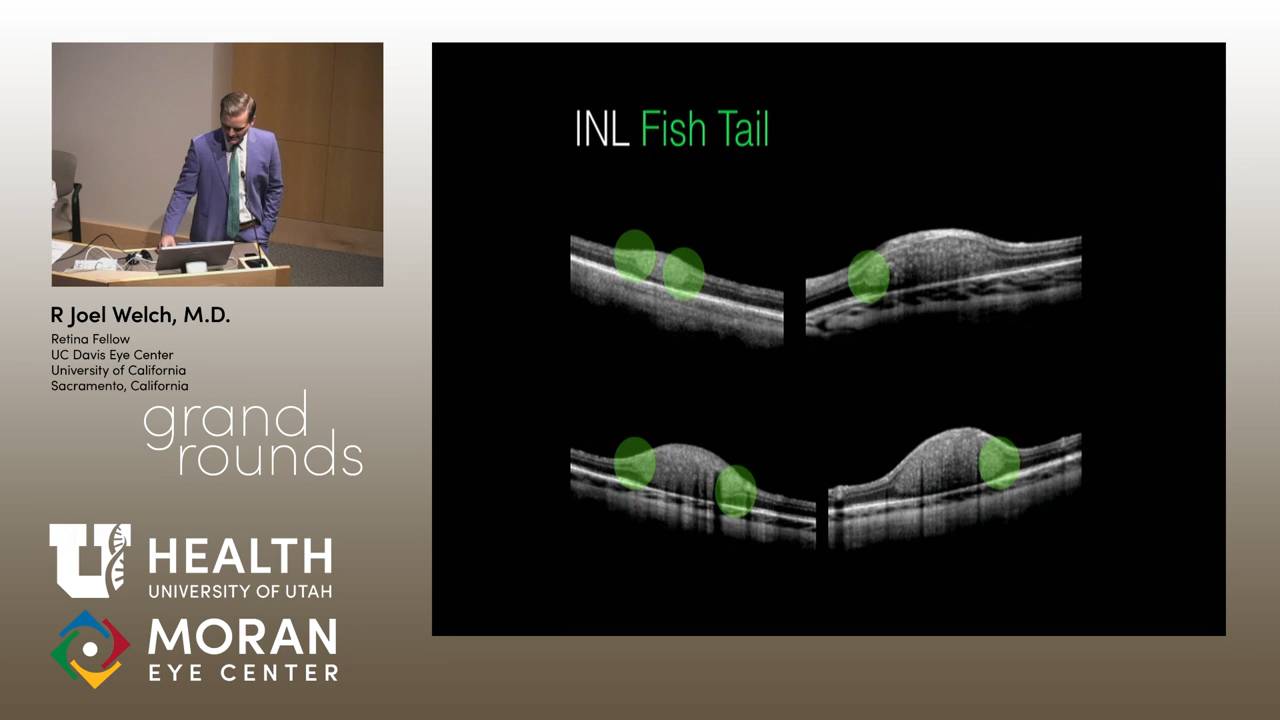 INL Fish Tail
R Joel Welch, M.D.
Retina Fellow
UC Davis Eye Center
University of California
Sacramento, California
grand
rounds
U HEALTH
UNIVERSITY OF UTAH
MORAN
EYE CENTER